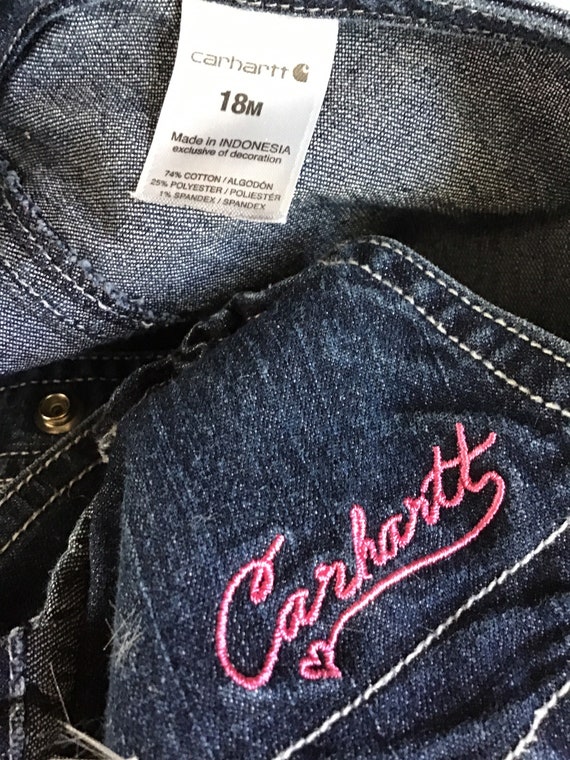 carhartt
18M
Made in INDONESIA
exclusive of decoration
74% COTTON / ALGODÓN
25% POLYESTER / POLIÉSTER
1% SPANDEX / SPANDEX
Carhartt